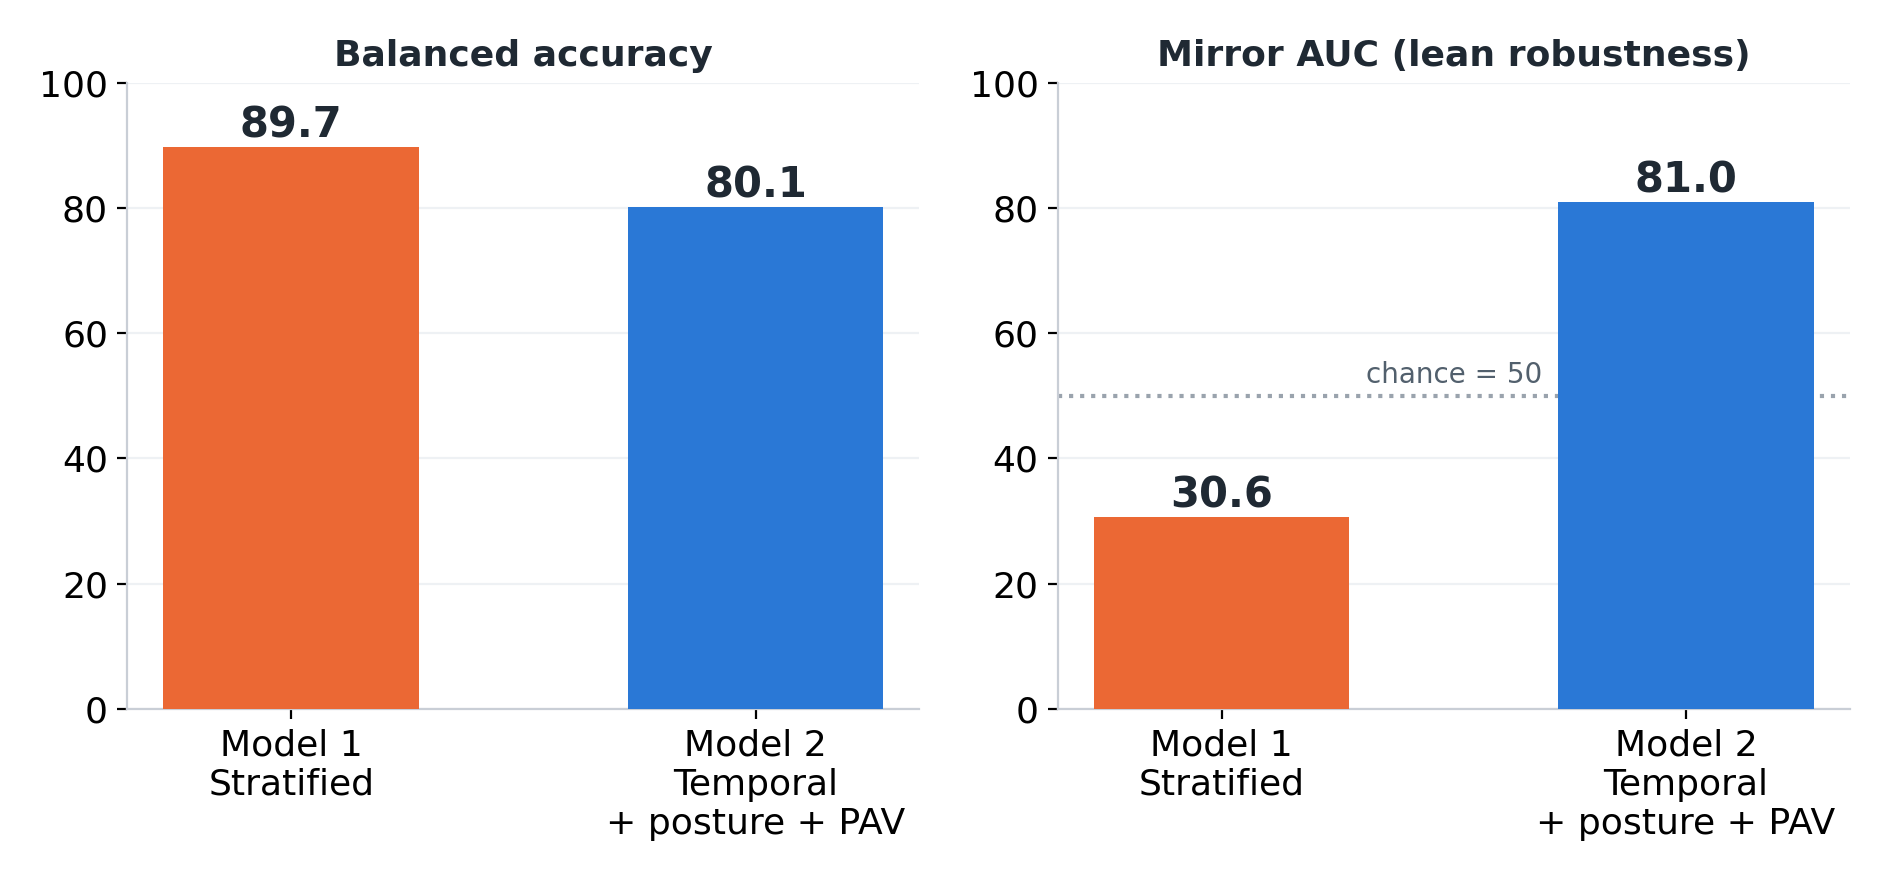 Balanced accuracy
100
80
60
40
20
0
89.7
80.1
Model 1
Stratified
Model 2
Temporal
+ posture + PAV
Mirror AUC (lean robustness)
100
80
60
40
20
0
30.6
chance = 50
81.0
Model 1
Stratified
Model 2
Temporal
+ posture + PAV